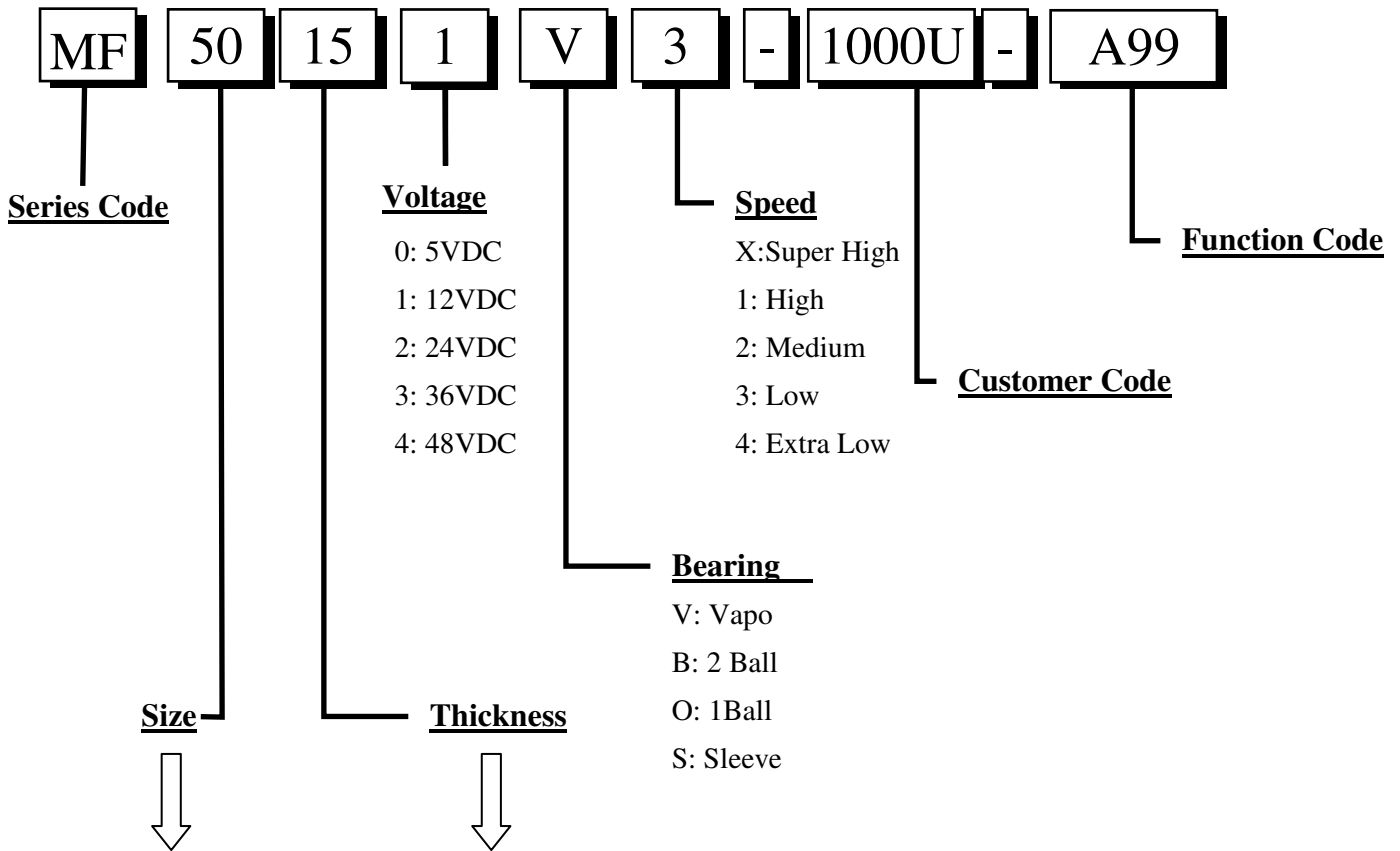 MF 50 15 1 V 3 - 1000U - A99
Series Code
Voltage
0: 5VDC
1: 12VDC
2: 24VDC
3: 36VDC
4: 48VDC
Speed
X:Super High
1: High
2: Medium
3: Low
4: Extra Low
Function Code
Customer Code
Bearing
V: Vapo
B: 2 Ball
O: 1Ball
S: Sleeve
Size
Thickness